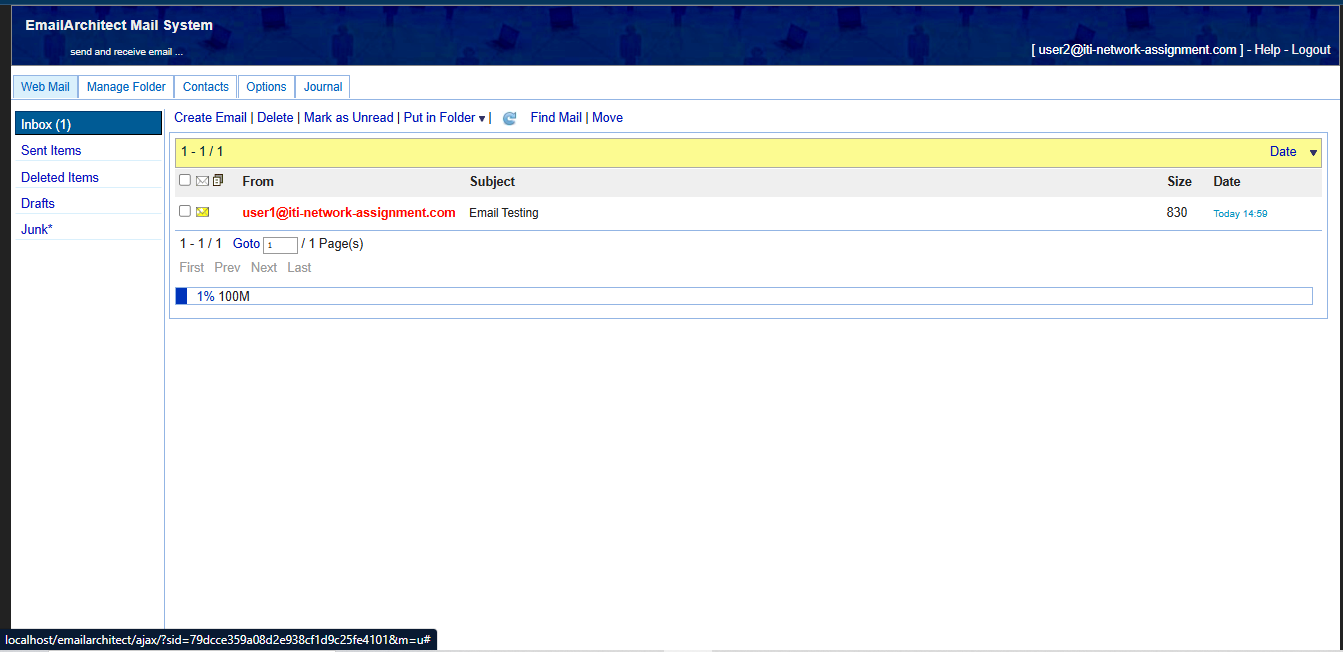 EmailArchitect Mail System
send and receive email ...
[ user2@iti-network-assignment.com ] - Help - Logout
Web Mail Manage Folder Contacts Options Journal
Inbox (1)
Sent Items
Deleted Items
Drafts
Junk*
Create Email | Delete | Mark as Unread | Put in Folder ▾ | Find Mail | Move
1 - 1 / 1 Date ▼
From Subject Size Date
user1@iti-network-assignment.com Email Testing 830 Today 14:59
1 - 1 / 1 Goto 1 / 1 Page(s)
First Prev Next Last
1% 100M
localhost/emailarchitect/ajax/?sid=79dcce359a08d2e938cf1d9c25fe4101&m=u#